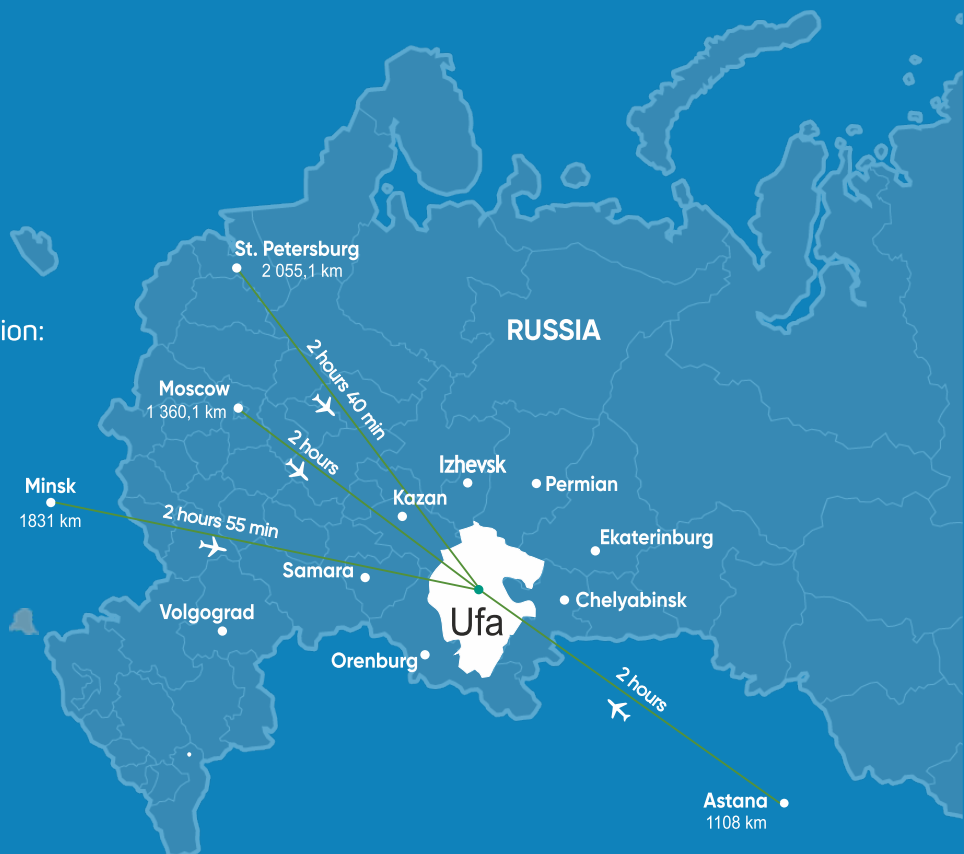 St. Petersburg
2 055,1 km
ion:
RUSSIA
2 hours 40 min
Moscow
1 360,1 km
2 hours
Izhevsk
Permian
Minsk
1831 km
Kazan
2 hours 55 min
Ekaterinburg
Samara
Chelyabinsk
Volgograd
Ufa
Orenburg
2 hours
Astana
1108 km